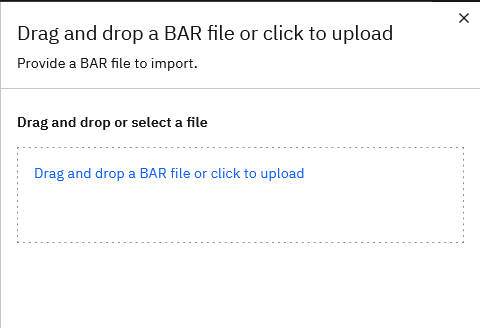 Drag and drop a BAR file or click to upload
Provide a BAR file to import.
Drag and drop or select a file
Drag and drop a BAR file or click to upload